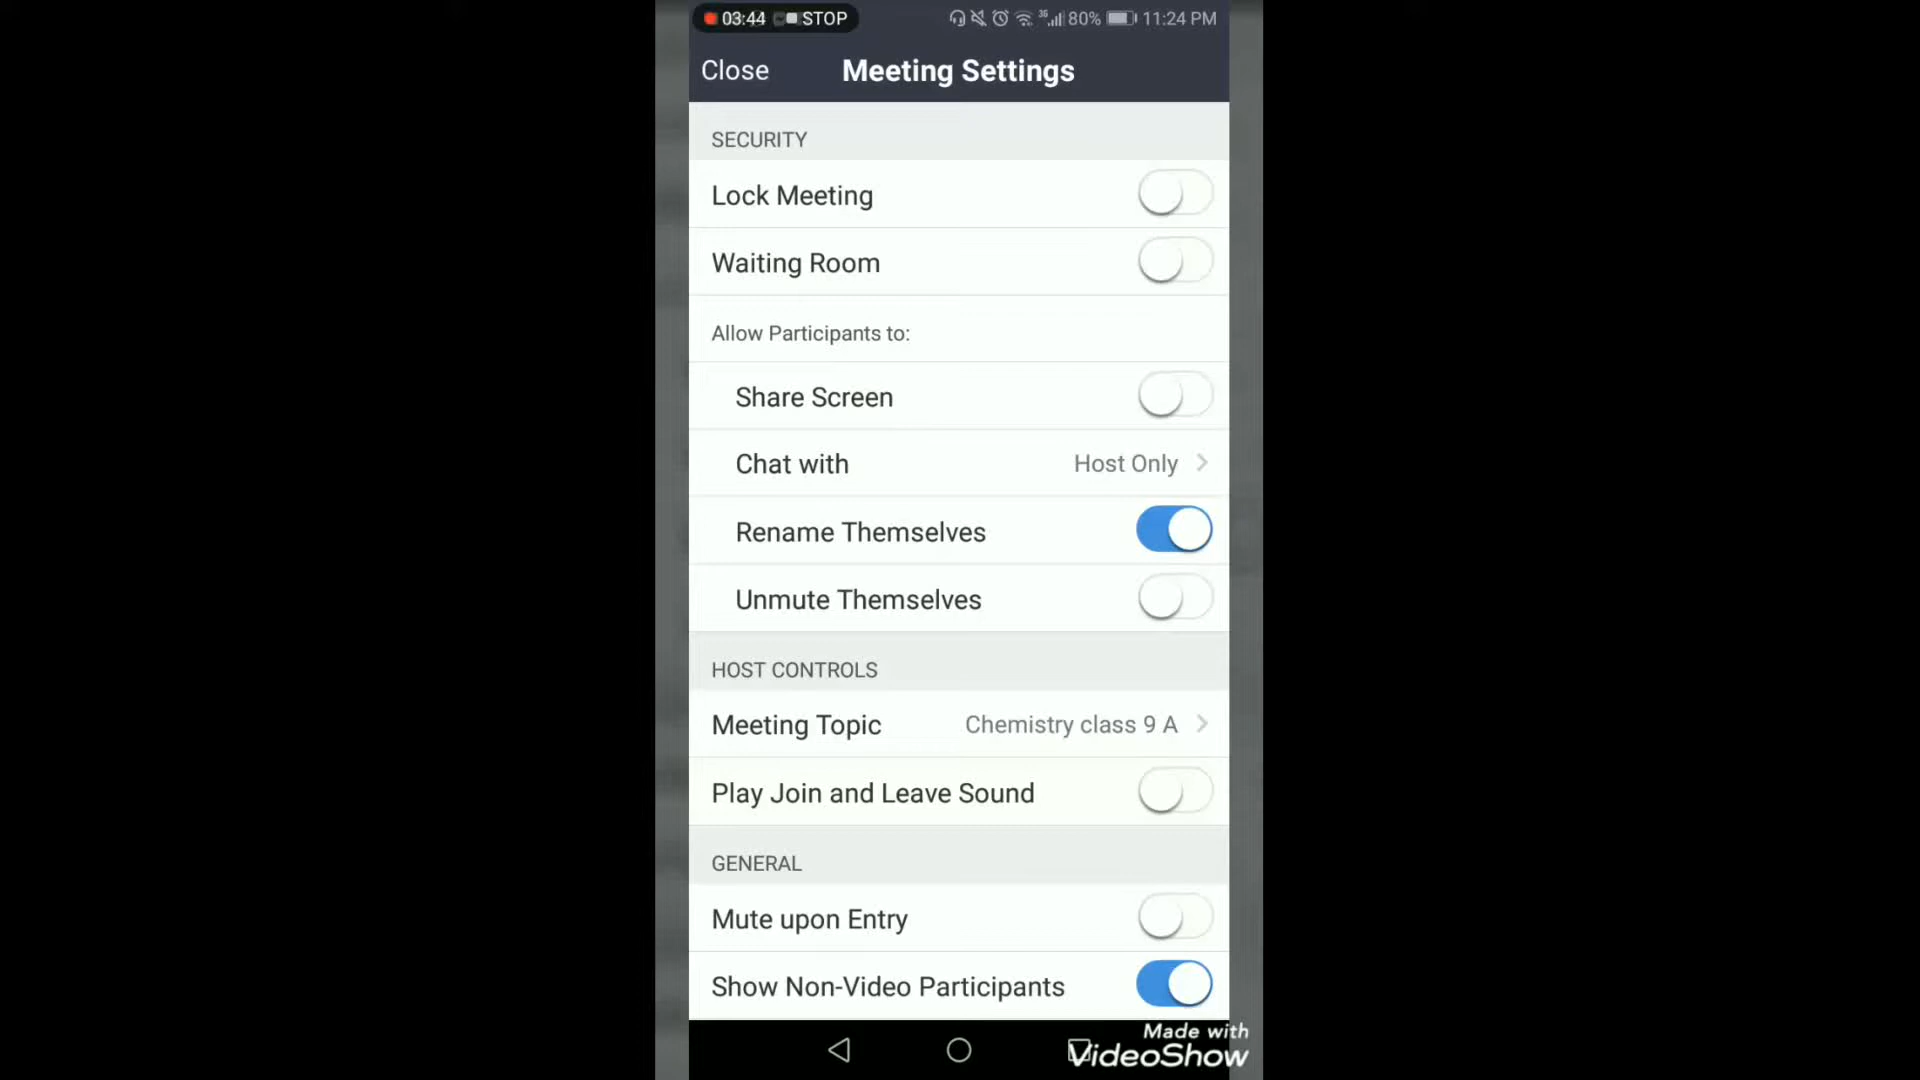 03:44 STOP 3G 80% 11:24 PM
Close Meeting Settings
SECURITY
Lock Meeting
Waiting Room
Allow Participants to:
Share Screen
Chat with Host Only
Rename Themselves
Unmute Themselves
HOST CONTROLS
Meeting Topic Chemistry class 9 A
Play Join and Leave Sound
GENERAL
Mute upon Entry
Show Non-Video Participants
Made with
VideoShow